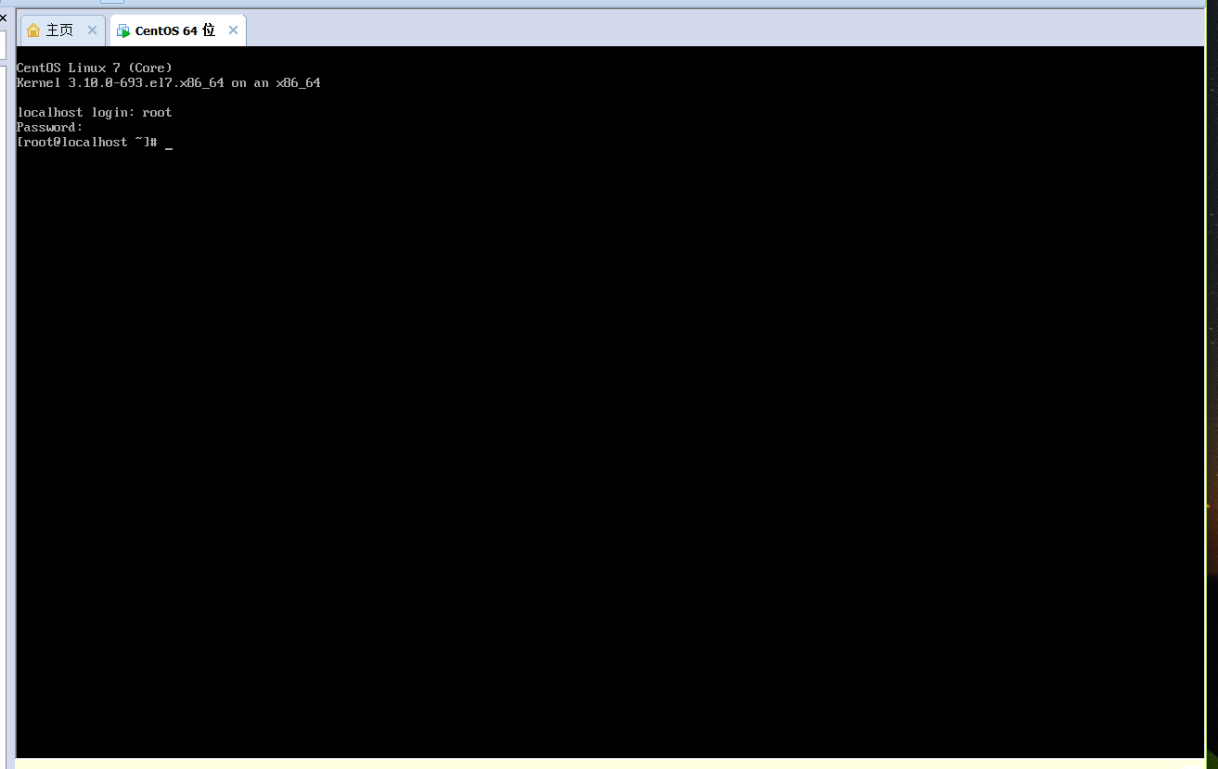 主页
CentOS 64 位
CentOS Linux 7 (Core)
Kernel 3.10.0-693.el7.x86_64 on an x86_64
localhost login: root
Password:
[root@localhost ~]# _